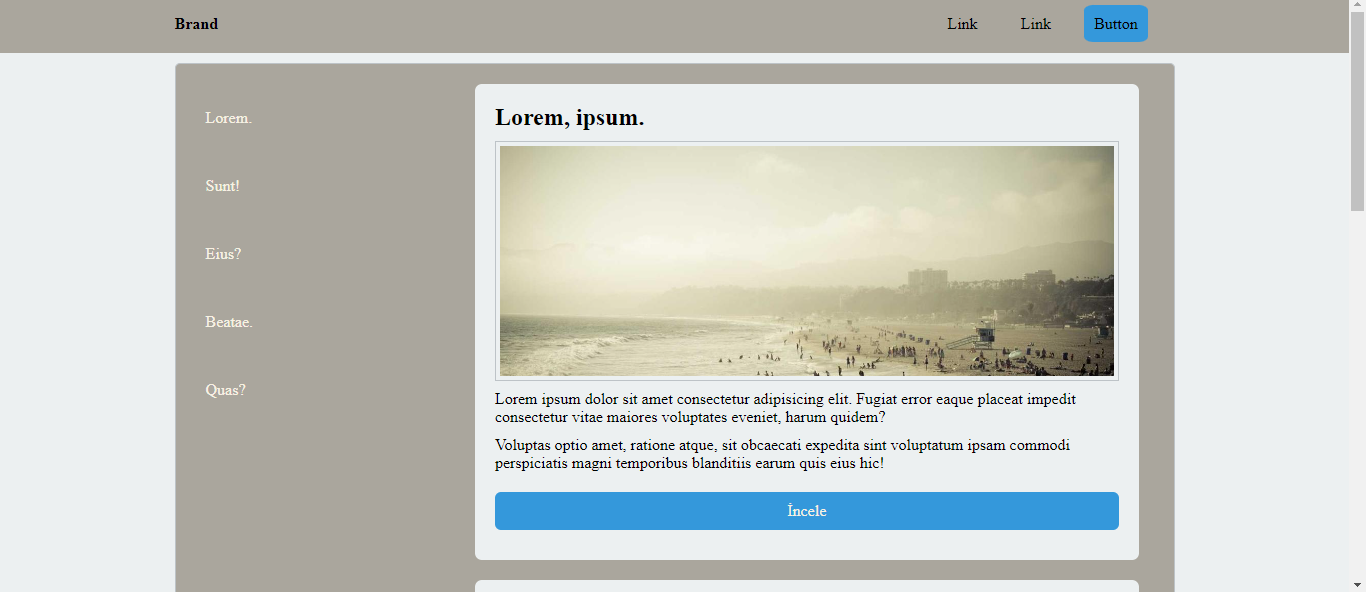 Brand
Link
Link
Button
Lorem.
Sunt!
Eius?
Beatae.
Quas?
Lorem, ipsum.
Lorem ipsum dolor sit amet consectetur adipisicing elit. Fugiat error eaque placeat impedit
consectetur vitae maiores voluptates eveniet, harum quidem?
Voluptas optio amet, ratione atque, sit obcaecati expedita sint voluptatum ipsam commodi
perspiciatis magni temporibus blanditiis earum quis eius hic!
İncele